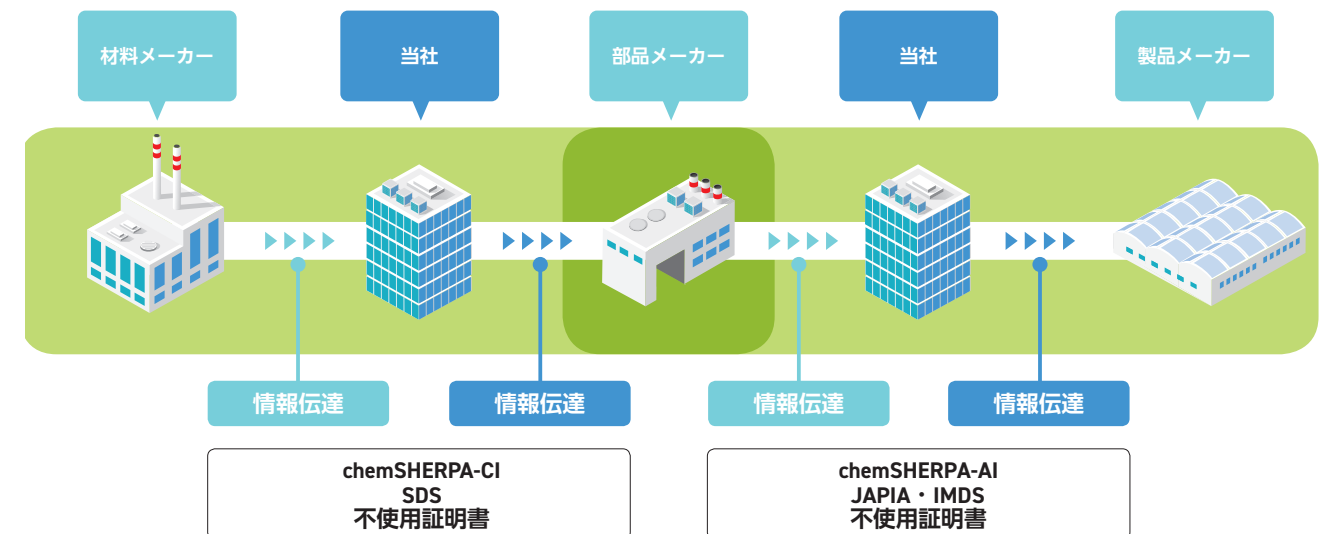 材料メーカー
当社
部品メーカー
当社
製品メーカー
情報伝達
情報伝達
情報伝達
情報伝達
chemSHERPA-CI
SDS
不使用証明書
chemSHERPA-AI
JAPIA・IMDS
不使用証明書